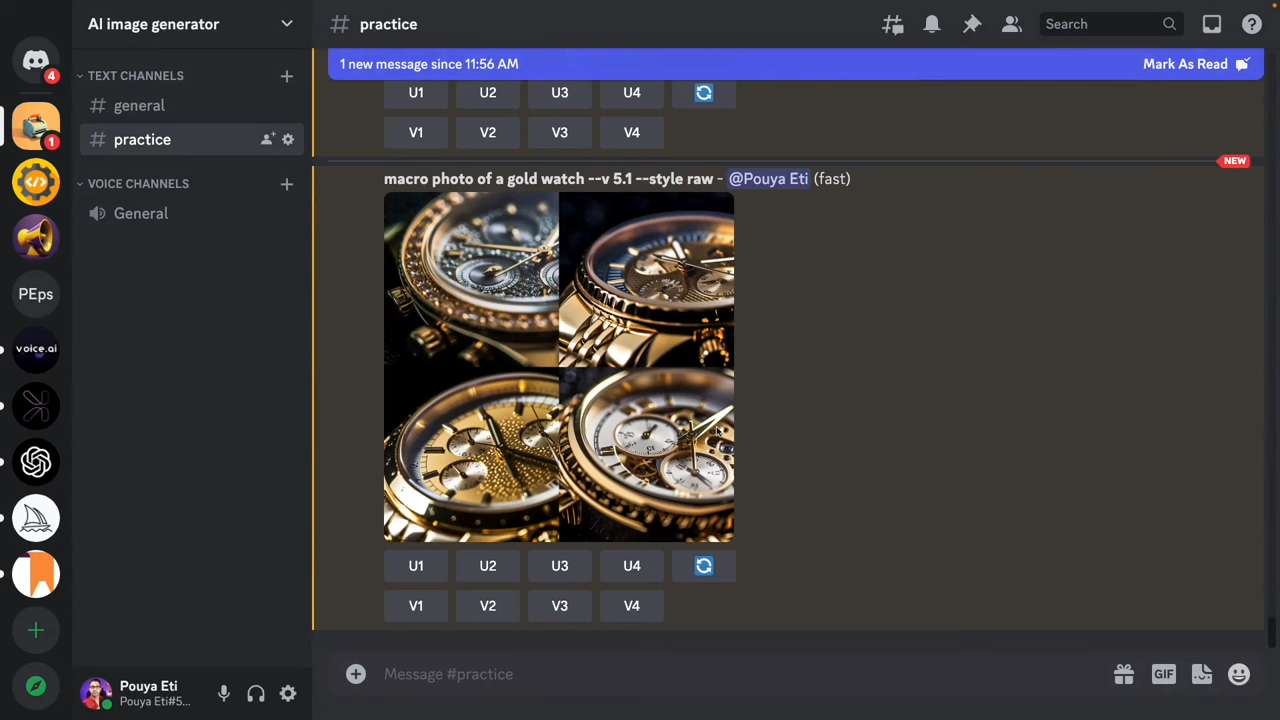 AI image generator
# practice
Search
4
1 new message since 11:56 AM
Mark As Read
TEXT CHANNELS
# general
# practice
VOICE CHANNELS
General
1
PEps
voice.ai
U1 U2 U3 U4
V1 V2 V3 V4
NEW
macro photo of a gold watch --v 5.1 --style raw - @Pouya Eti (fast)
U1 U2 U3 U4
V1 V2 V3 V4
Pouya Eti
Pouya Eti#5...
Message #practice
GIF